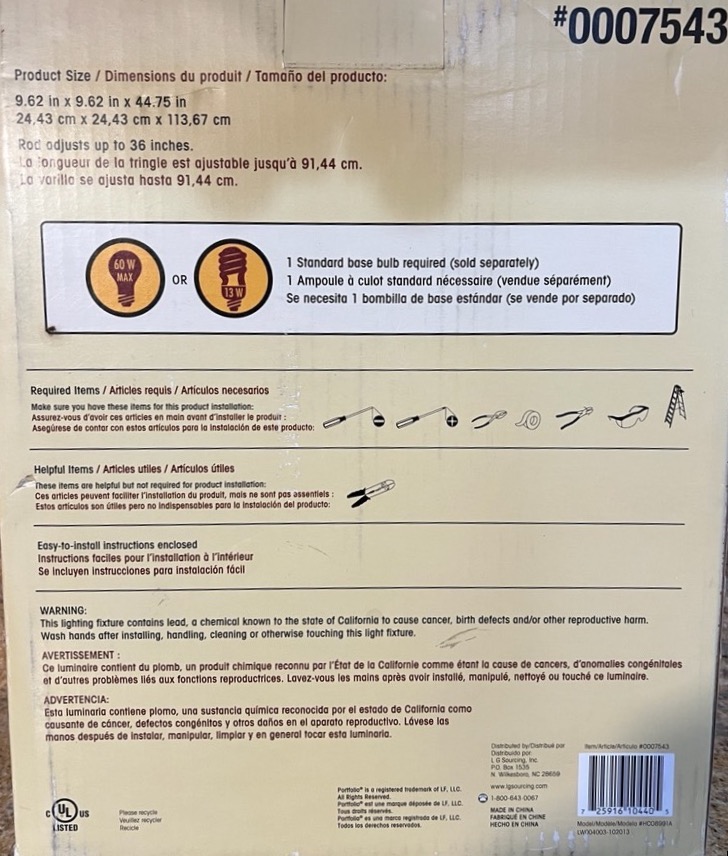 #0007543
Product Size / Dimensions du produit / Tamaño del producto:
9.62 in x 9.62 in x 44.75 in
24,43 cm x 24,43 cm x 113,67 cm
Rod adjusts up to 36 inches.
La longueur de la tringle est ajustable jusqu'à 91,44 cm.
La varilla se ajusta hasta 91,44 cm.
60 W
MAX
OR
13 W
1 Standard base bulb required (sold separately)
1 Ampoule à culot standard nécessaire (vendue séparément)
Se necesita 1 bombilla de base estándar (se vende por separado)
Required Items / Articles requis / Artículos necesarios
Make sure you have these items for this product installation:
Assurez-vous d'avoir ces articles en main avant d'installer le produit :
Asegúrese de contar con estos artículos para la instalación de este producto:
Helpful Items / Articles utiles / Artículos útiles
These items are helpful but not required for product installation:
Ces articles peuvent faciliter l'installation du produit, mais ne sont pas essentiels :
Estos artículos son útiles pero no indispensables para la instalación del producto:
Easy-to-install instructions enclosed
Instructions faciles pour l'installation à l'intérieur
Se incluyen instrucciones para instalación fácil
WARNING:
This lighting fixture contains lead, a chemical known to the state of California to cause cancer, birth defects and/or other reproductive harm.
Wash hands after installing, handling, cleaning or otherwise touching this light fixture.
AVERTISSEMENT :
Ce luminaire contient du plomb, un produit chimique reconnu par l'État de la Californie comme étant la cause de cancers, d'anomalies congénitales
et d'autres problèmes liés aux fonctions reproductrices. Lavez-vous les mains après avoir installé, manipulé, nettoyé ou touché ce luminaire.
ADVERTENCIA:
Esta luminaria contiene plomo, una sustancia química reconocida por el estado de California como
causante de cáncer, defectos congénitos y otros daños en el aparato reproductivo. Lávese las
manos después de instalar, manipular, limpiar y en general tocar esta luminaria.
C UL US
LISTED
Please recycle
Veuillez recycler
Recicle
Portfolio® is a registered trademark of LF, LLC.
All Rights Reserved.
Portfolio® est une marque déposée de LF, LLC.
Tous droits réservés.
Portfolio® es una marca registrada de LF, LLC.
Todos los derechos reservados.
Distributed by/Distribué par
Distribuido por
L G Sourcing, Inc.
P.O. Box 1535
N. Wilkesboro, NC 28659
www.lgsourcing.com
1-800-643-0067
MADE IN CHINA
FABRIQUÉ EN CHINE
HECHO EN CHINA
Item/Article/Artículo #0007543
7 25916 10440 5
Model/Modèle/Modelo #HC0899IA
LW004003-102013